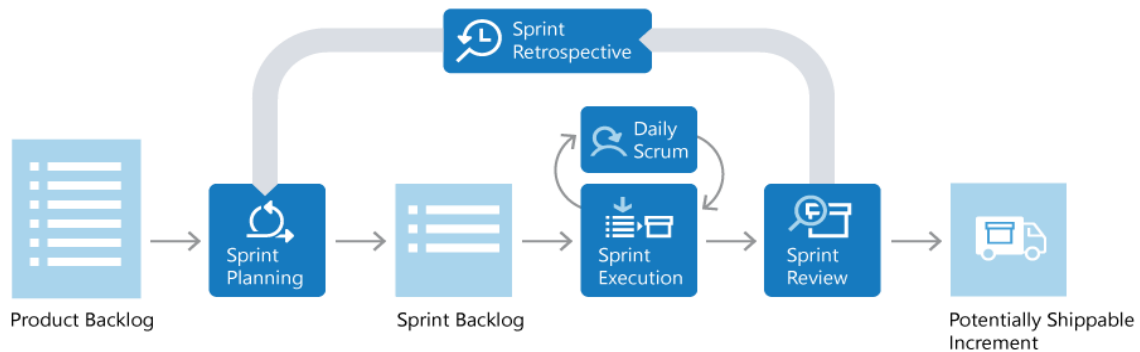 Sprint
Retrospective
Daily
Scrum
Sprint
Planning
Sprint
Execution
Sprint
Review
Product Backlog
Sprint Backlog
Potentially Shippable
Increment